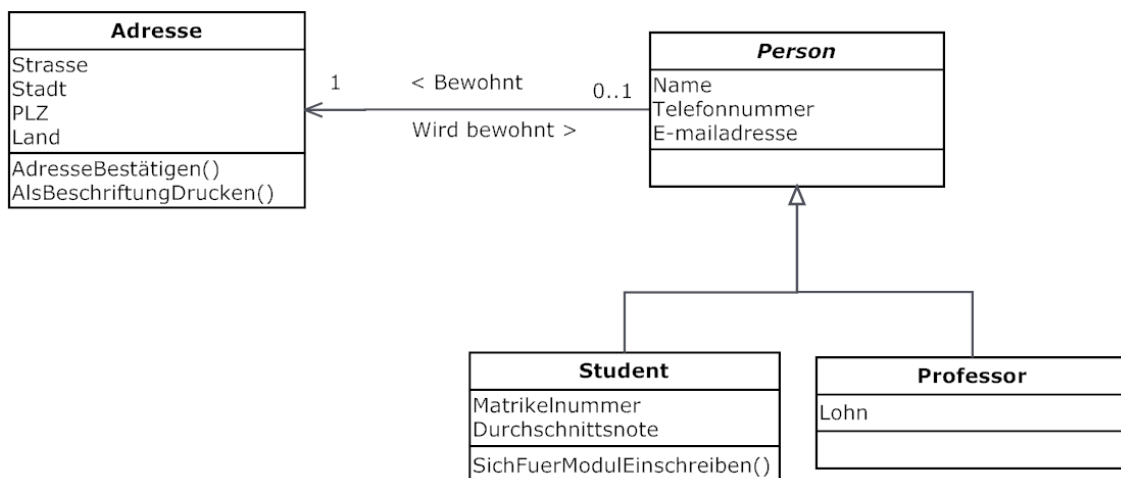 Adresse
Strasse
Stadt
PLZ
Land
AdresseBestätigen()
AlsBeschriftungDrucken()
1
< Bewohnt
0..1
Wird bewohnt >
Person
Name
Telefonnummer
E-mailadresse
Student
Matrikelnummer
Durchschnittsnote
SichFuerModulEinschreiben()
Professor
Lohn